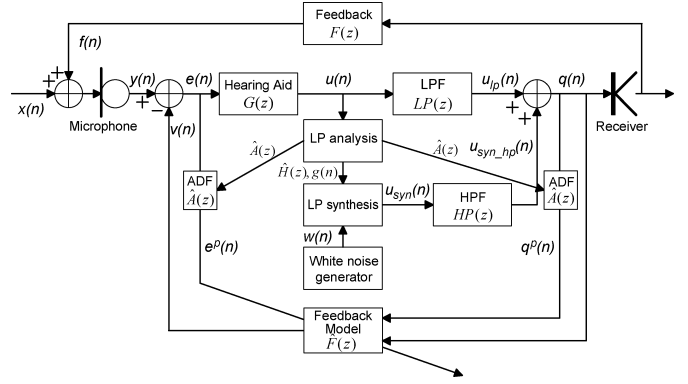 Feedback
F(z)
f(n)
x(n)
Microphone
y(n)
e(n)
v(n)
Hearing Aid
G(z)
u(n)
LPF
LP(z)
u_lp(n)
q(n)
Receiver
LP analysis
Â(z)
Â(z)
u_syn_hp(n)
Ĥ(z), g(n)
ADF
Â(z)
LP synthesis
u_syn(n)
HPF
HP(z)
ADF
Â(z)
w(n)
e^p(n)
q^p(n)
White noise
generator
Feedback
Model
F̂(z)